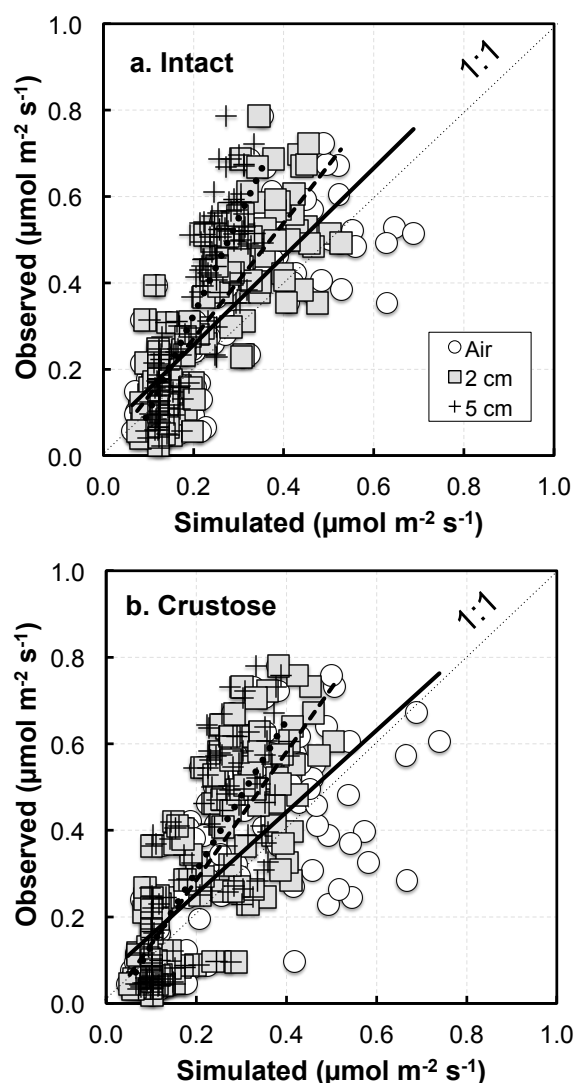 1.0
a. Intact
1:1
0.8
0.6
0.4
0.2
0.0
Observed (µmol m⁻² s⁻¹)
Air
2 cm
5 cm
0.0 0.2 0.4 0.6 0.8 1.0
Simulated (µmol m⁻² s⁻¹)
1.0
b. Crustose
1:1
0.8
0.6
0.4
0.2
0.0
Observed (µmol m⁻² s⁻¹)
0.0 0.2 0.4 0.6 0.8 1.0
Simulated (µmol m⁻² s⁻¹)